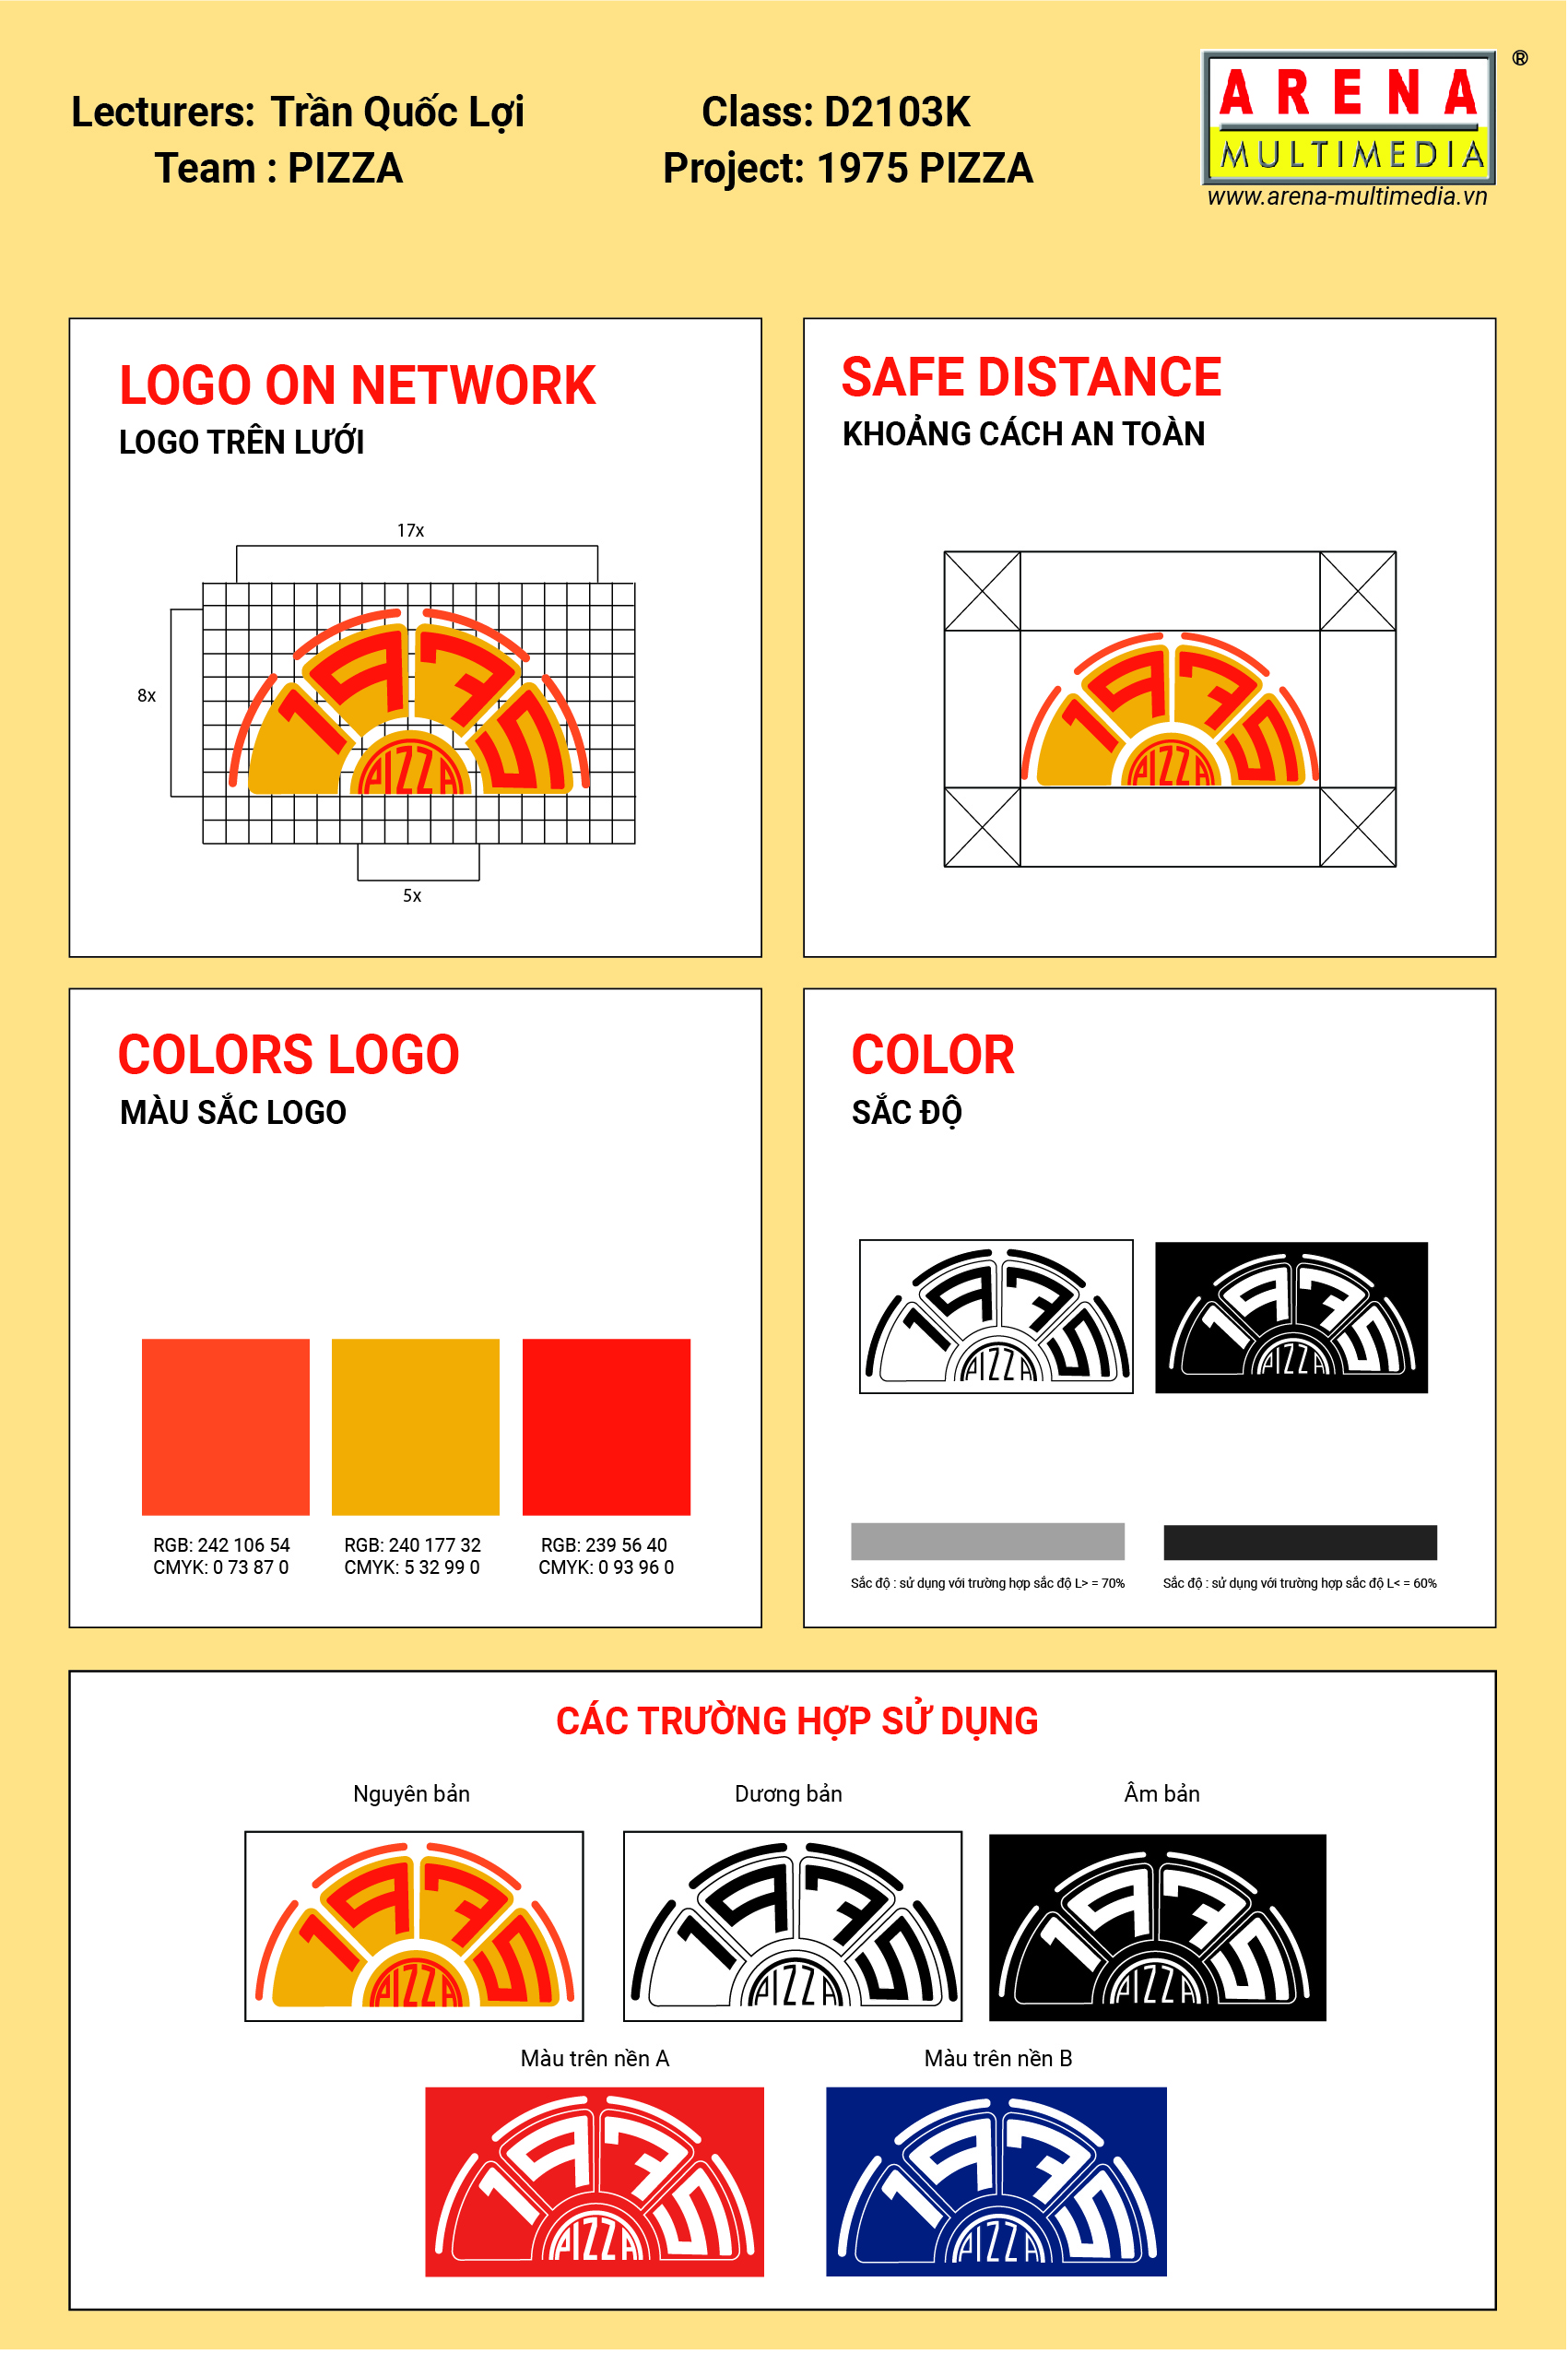 Lecturers: Trần Quốc Lợi
Team : PIZZA
Class: D2103K
Project: 1975 PIZZA
ARENA
®
MULTIMEDIA
www.arena-multimedia.vn
LOGO ON NETWORK
LOGO TRÊN LƯỚI
17x
8x
1975
PIZZA
5x
SAFE DISTANCE
KHOẢNG CÁCH AN TOÀN
1975
PIZZA
COLORS LOGO
MÀU SẮC LOGO
RGB: 242 106 54
CMYK: 0 73 87 0
RGB: 240 177 32
CMYK: 5 32 99 0
RGB: 239 56 40
CMYK: 0 93 96 0
COLOR
SẮC ĐỘ
1975
PIZZA
1975
PIZZA
Sắc độ : sử dụng với trường hợp sắc độ L> = 70%
Sắc độ : sử dụng với trường hợp sắc độ L< = 60%
CÁC TRƯỜNG HỢP SỬ DỤNG
Nguyên bản
1975
PIZZA
Dương bản
1975
PIZZA
Âm bản
1975
PIZZA
Màu trên nền A
1975
PIZZA
Màu trên nền B
1975
PIZZA